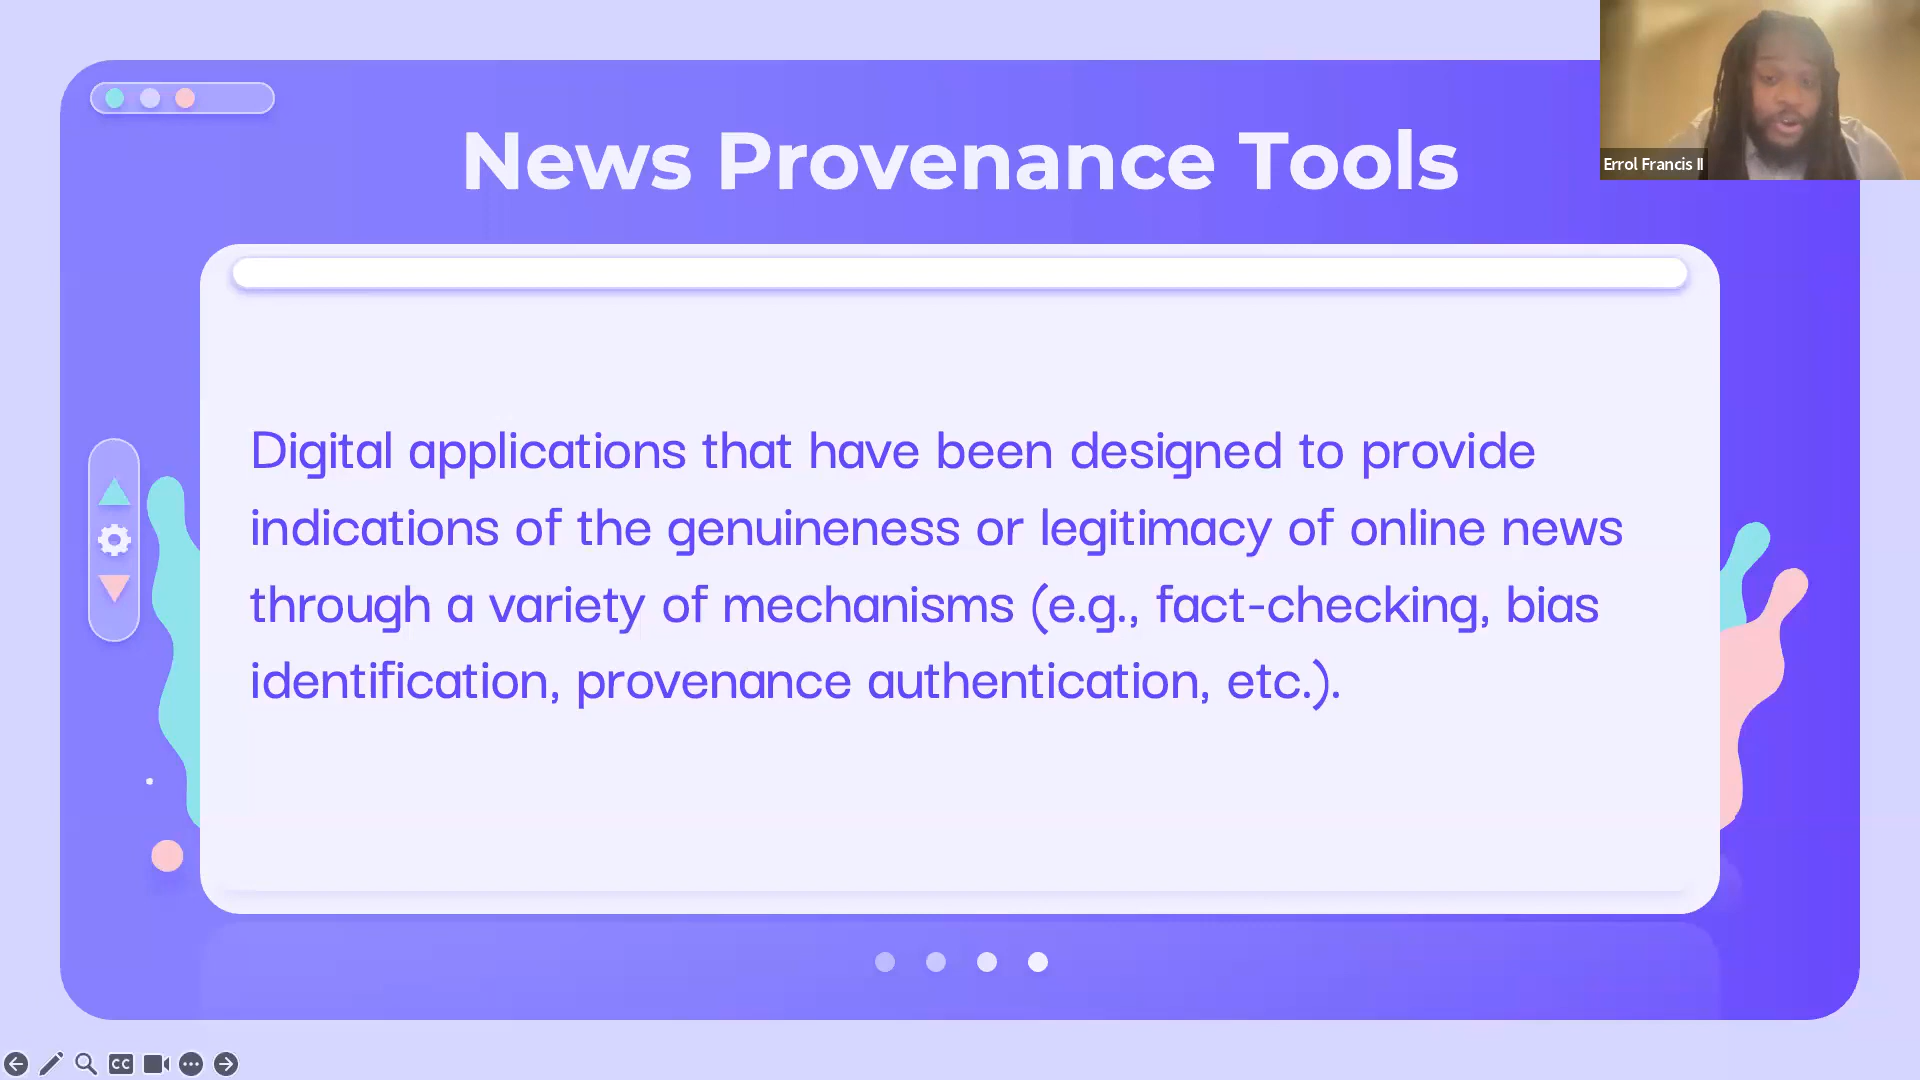 News Provenance Tools
Errol Francis II
Digital applications that have been designed to provide
indications of the genuineness or legitimacy of online news
through a variety of mechanisms (e.g., fact-checking, bias
identification, provenance authentication, etc.).
CC